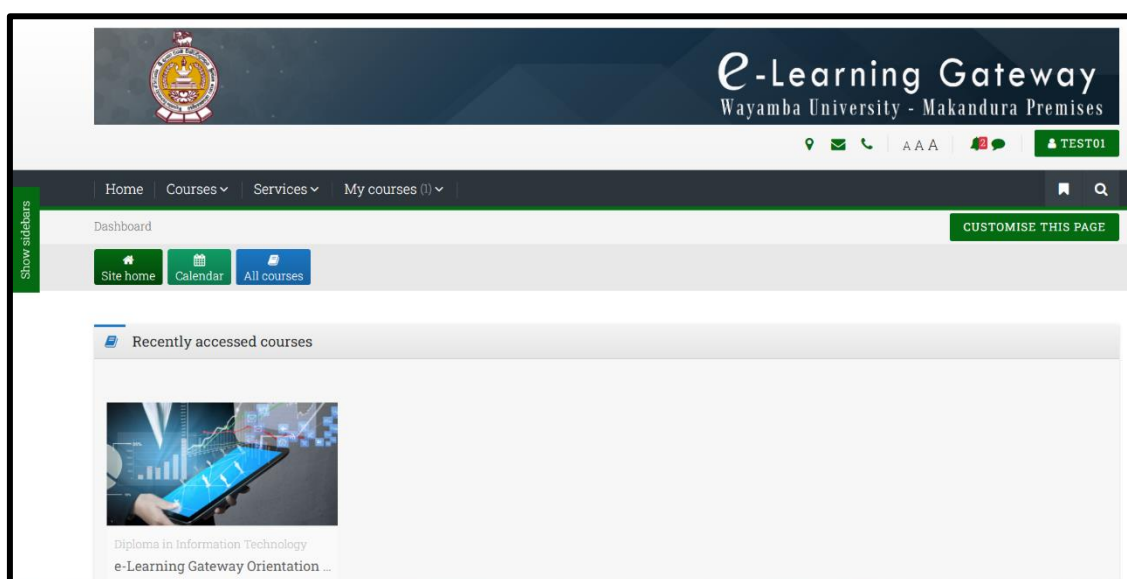 e-Learning Gateway
Wayamba University - Makandura Premises
A A A 2 TEST01
Home Courses Services My courses (1)
Show sidebars
Dashboard CUSTOMISE THIS PAGE
Site home Calendar All courses
Recently accessed courses
Diploma in Information Technology
e-Learning Gateway Orientation ...